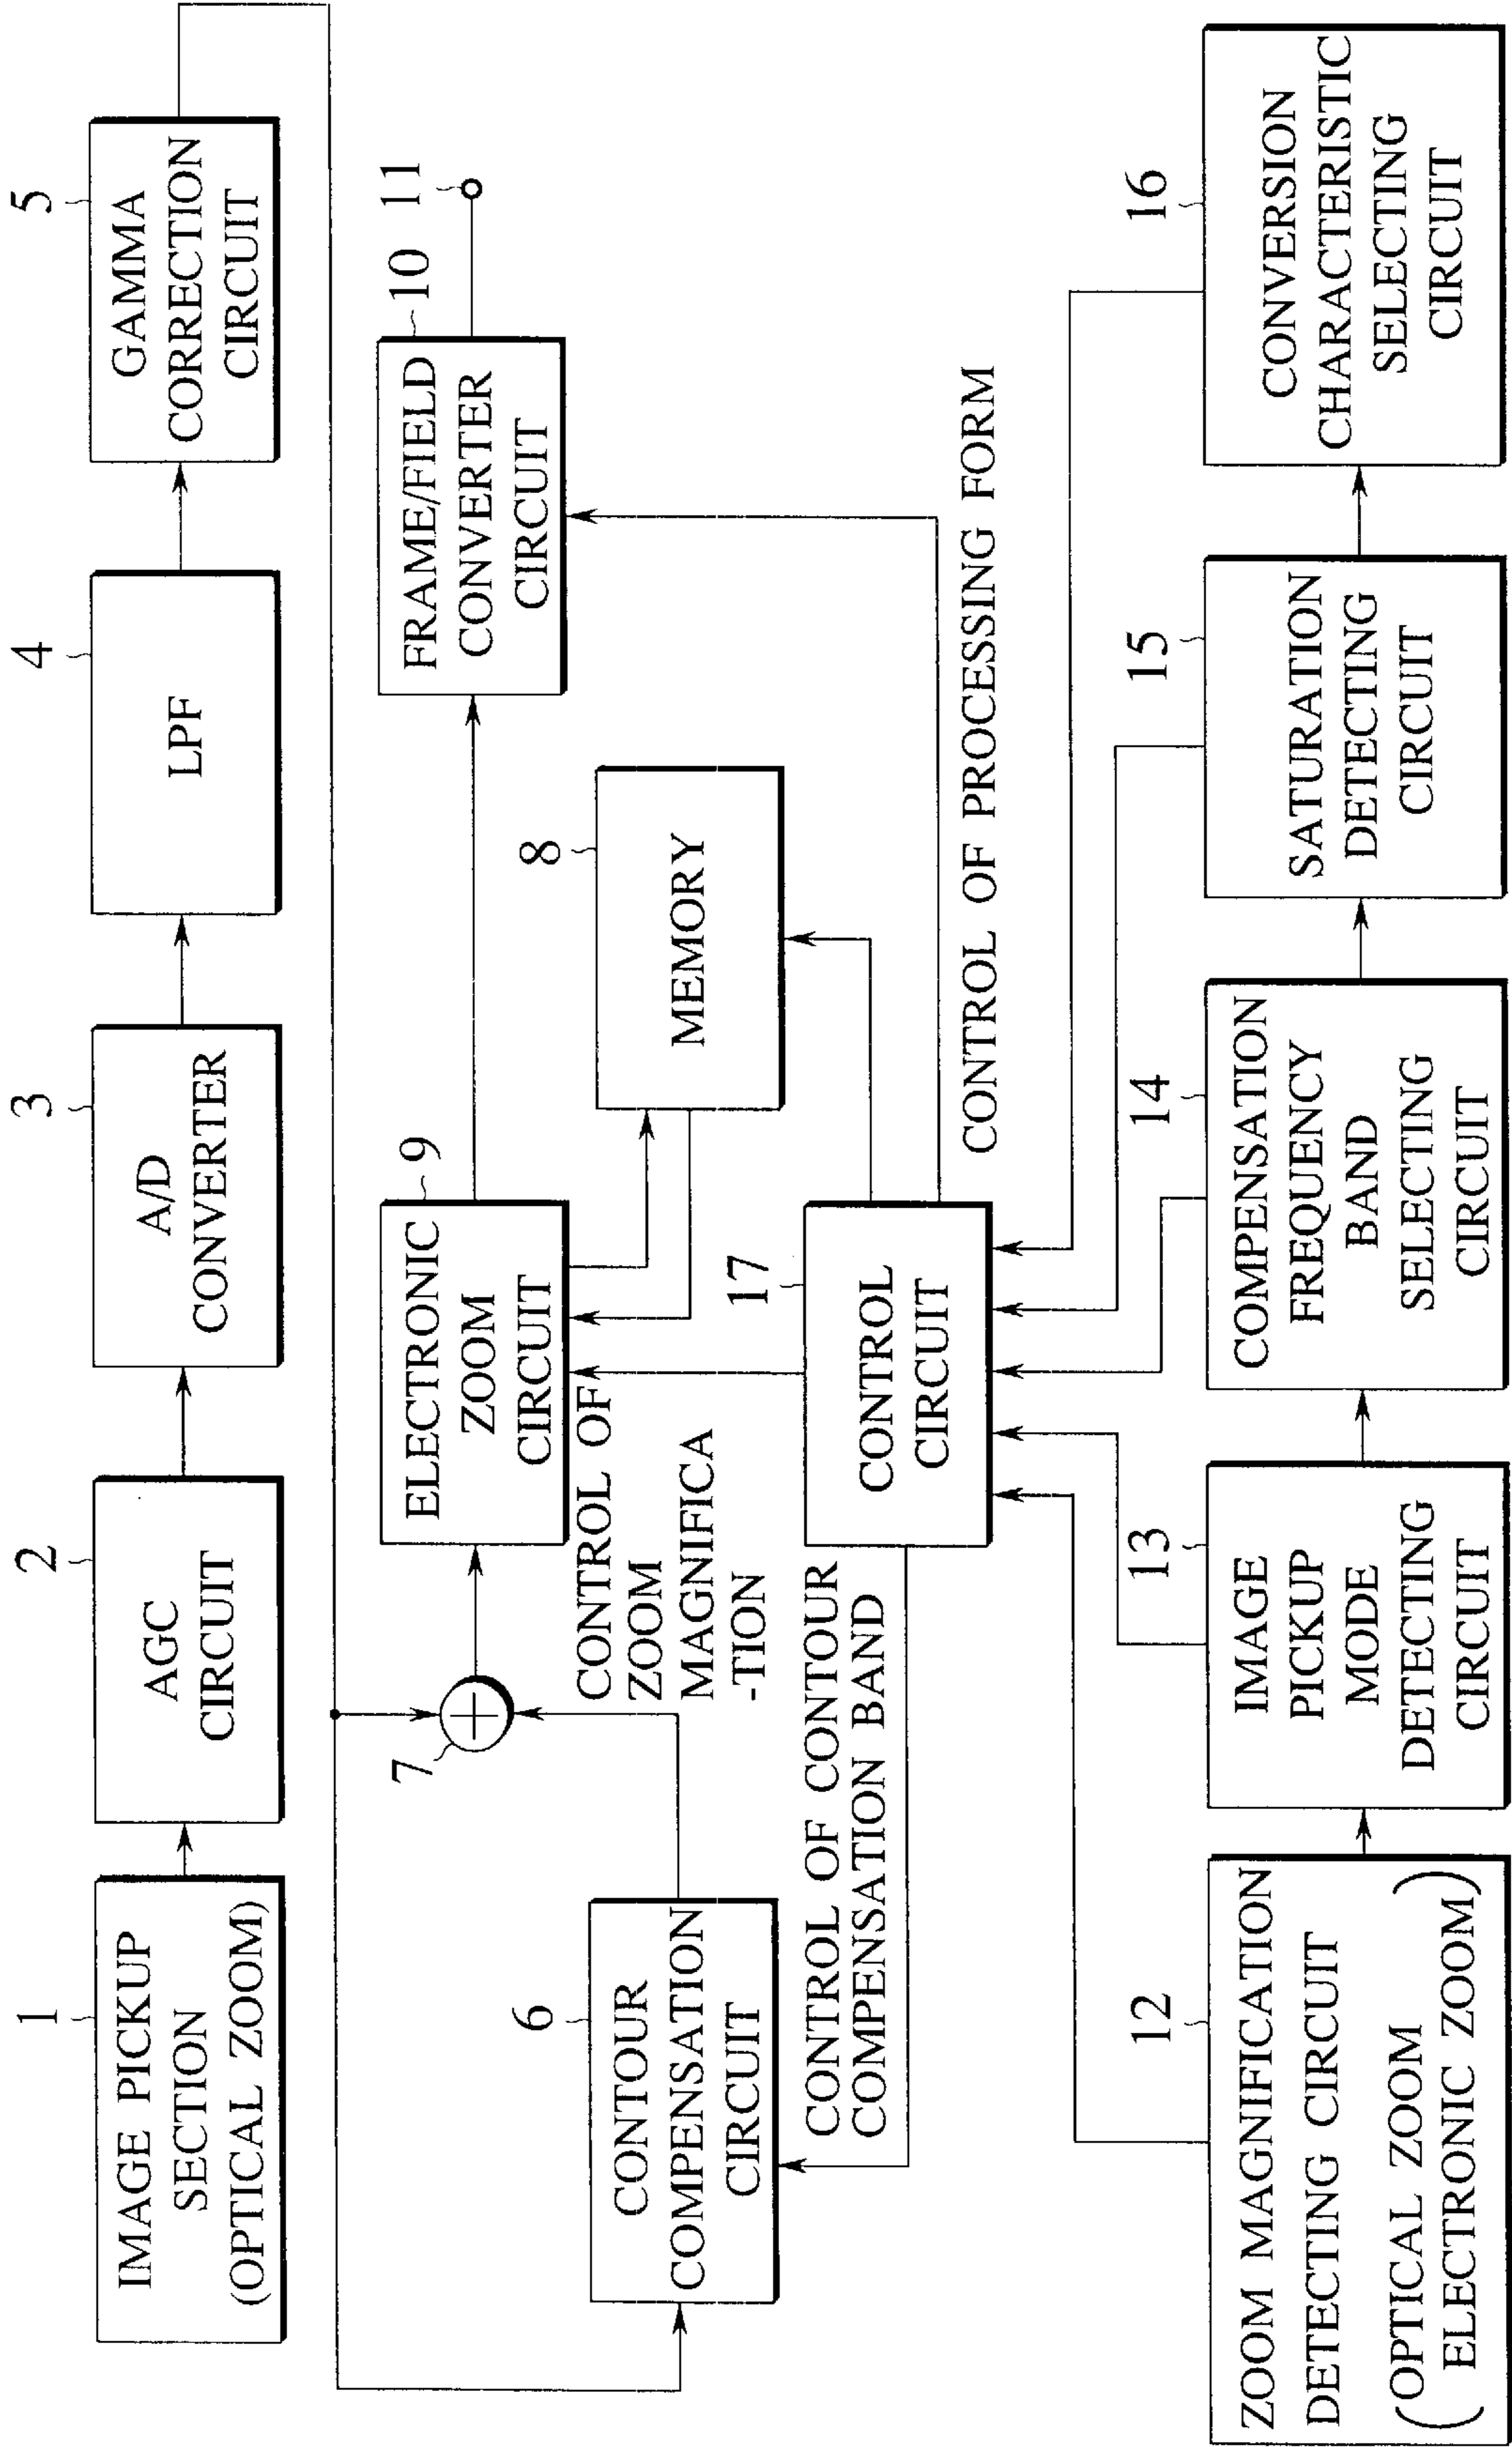 1
IMAGE PICKUP
SECTION
(OPTICAL ZOOM)
2
AGC
CIRCUIT
3
A/D
CONVERTER
4
LPF
5
GAMMA
CORRECTION
CIRCUIT
6
CONTOUR
COMPENSATION
CIRCUIT
7
9
ELECTRONIC
ZOOM
CIRCUIT
CONTROL OF
ZOOM
MAGNIFICA
-TION
8
MEMORY
10
FRAME/FIELD
CONVERTER
CIRCUIT
11
CONTROL OF CONTOUR
COMPENSATION BAND
17
CONTROL
CIRCUIT
CONTROL OF PROCESSING FORM
12
ZOOM MAGNIFICATION
DETECTING CIRCUIT
(OPTICAL ZOOM
ELECTRONIC ZOOM)
13
IMAGE
PICKUP
MODE
DETECTING
CIRCUIT
14
COMPENSATION
FREQUENCY
BAND
SELECTING
CIRCUIT
15
SATURATION
DETECTING
CIRCUIT
16
CONVERSION
CHARACTERISTIC
SELECTING
CIRCUIT